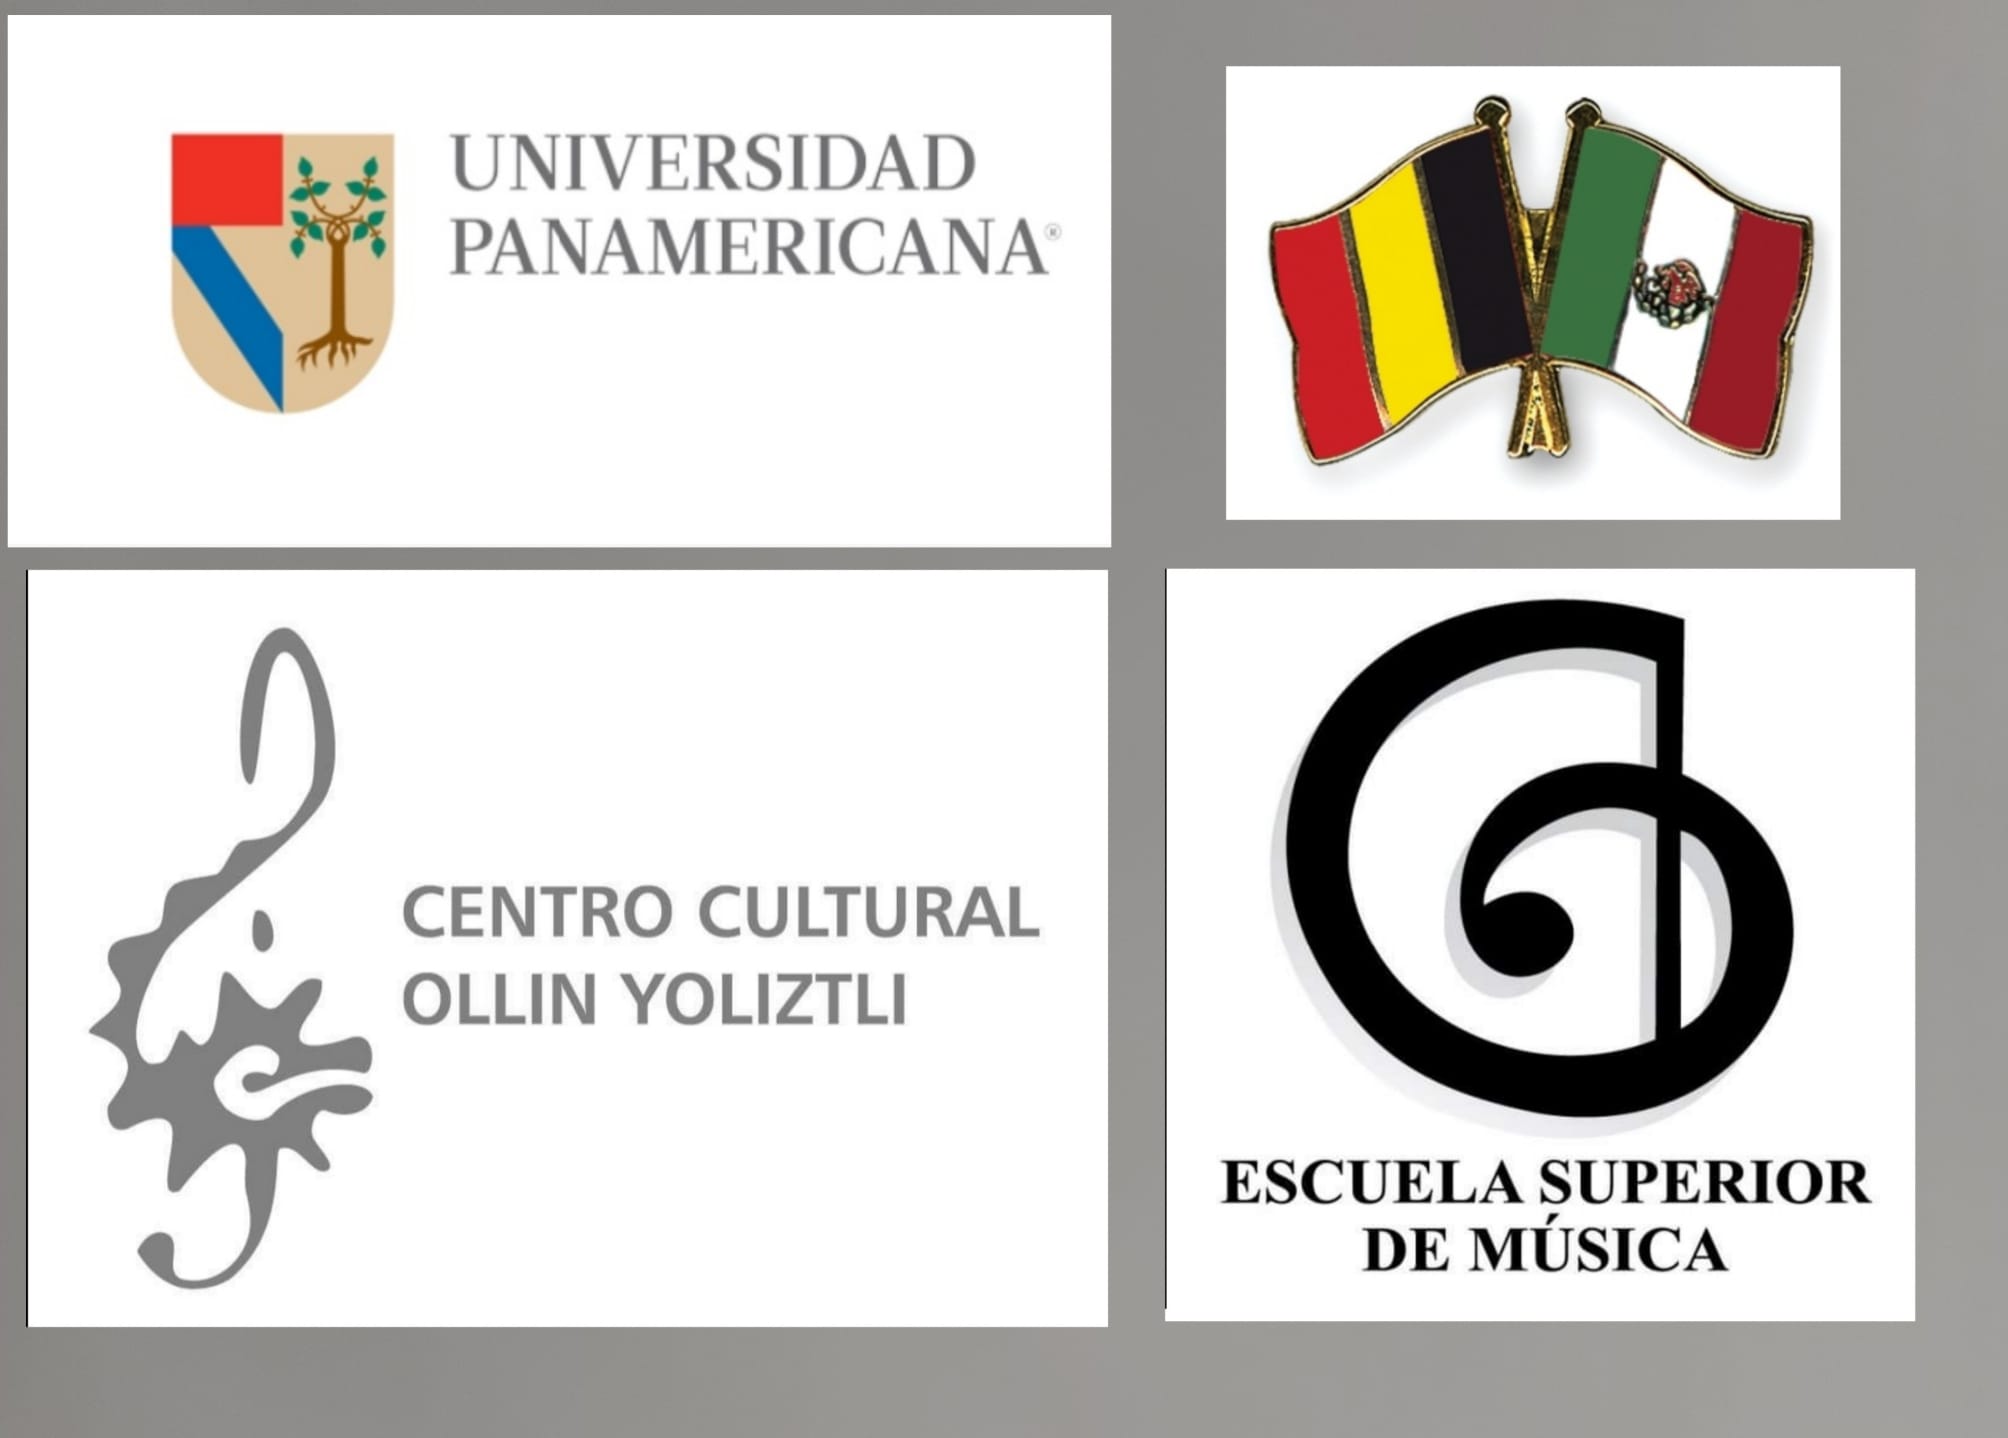 UNIVERSIDAD
PANAMERICANA®
CENTRO CULTURAL
OLLIN YOLIZTLI
ESCUELA SUPERIOR
DE MÚSICA